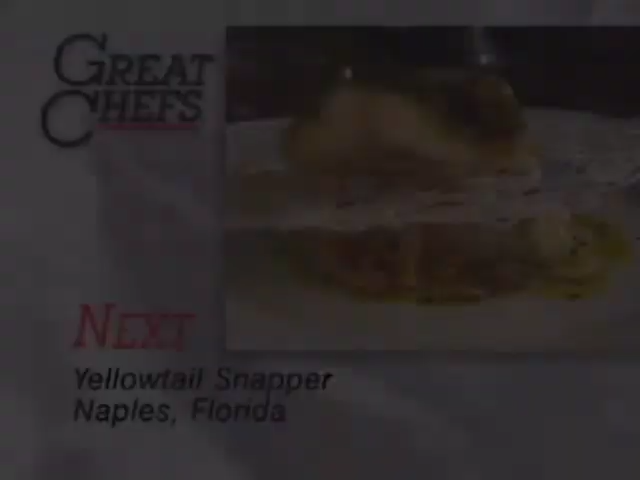 GREAT
CHEFS
NEXT
Yellowtail Snapper
Naples, Florida